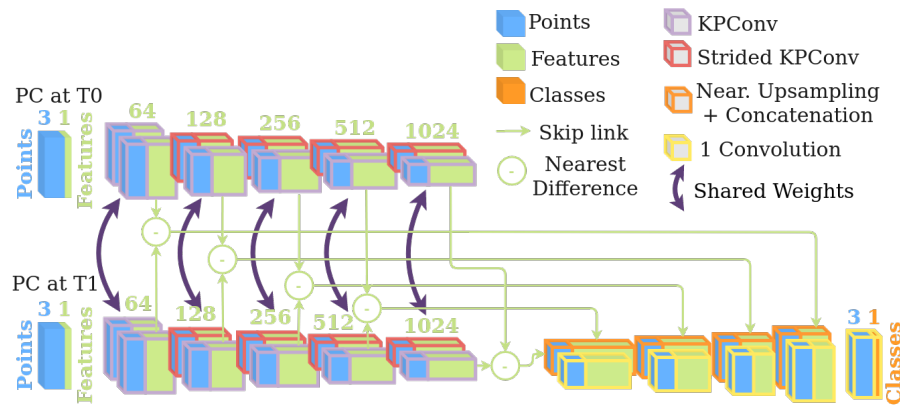 Points
Features
Classes
Skip link
-
Nearest
Difference
KPConv
Strided KPConv
Near. Upsampling
+ Concatenation
1 Convolution
Shared Weights
PC at T0
3 1
Points
Features
64
128
256
512
1024
-
-
-
-
PC at T1
3 1
Points
Features
64
128
256
512
1024
-
3 1
Classes